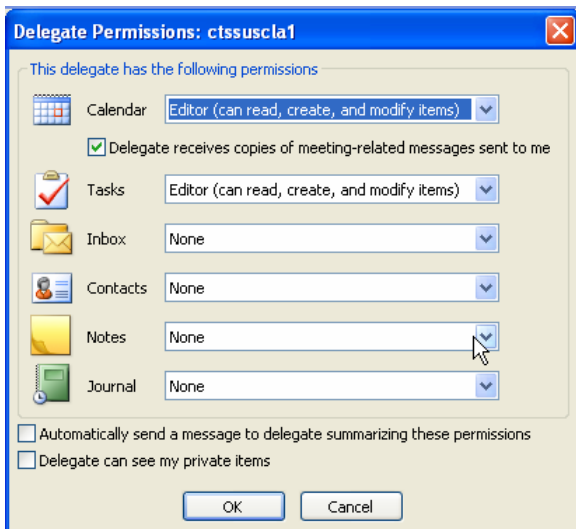 Delegate Permissions: ctssuscla1
This delegate has the following permissions
Calendar Editor (can read, create, and modify items)
Delegate receives copies of meeting-related messages sent to me
Tasks Editor (can read, create, and modify items)
Inbox None
Contacts None
Notes None
Journal None
Automatically send a message to delegate summarizing these permissions
Delegate can see my private items
OK Cancel